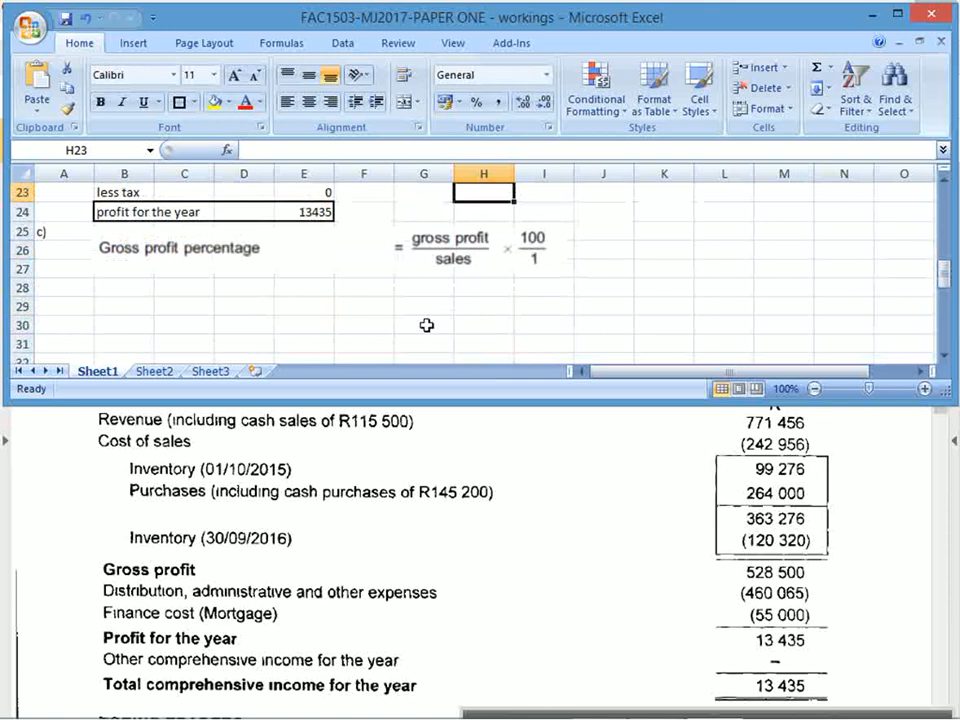 FAC1503-MJ2017-PAPER ONE - workings - Microsoft Excel
Home Insert Page Layout Formulas Data Review View Add-Ins
Paste
Calibri 11
B I U A
General
% ,
Conditional Formatting
Format as Table
Cell Styles
Insert
Delete
Format
Σ
Sort & Filter
Find & Select
Clipboard Font Alignment Number Styles Cells Editing
H23 fx
A B C D E F G H I J K L M N O
23 less tax 0
24 profit for the year 13435
25 c)
26 Gross profit percentage = gross profit / sales × 100 / 1
27
28
29
30
31
32
Sheet1 Sheet2 Sheet3
Ready 100%
Revenue (including cash sales of R115 500) 771 456
Cost of sales (242 956)
Inventory (01/10/2015) 99 276
Purchases (including cash purchases of R145 200) 264 000
363 276
Inventory (30/09/2016) (120 320)
Gross profit 528 500
Distribution, administrative and other expenses (460 065)
Finance cost (Mortgage) (55 000)
Profit for the year 13 435
Other comprehensive income for the year –
Total comprehensive income for the year 13 435